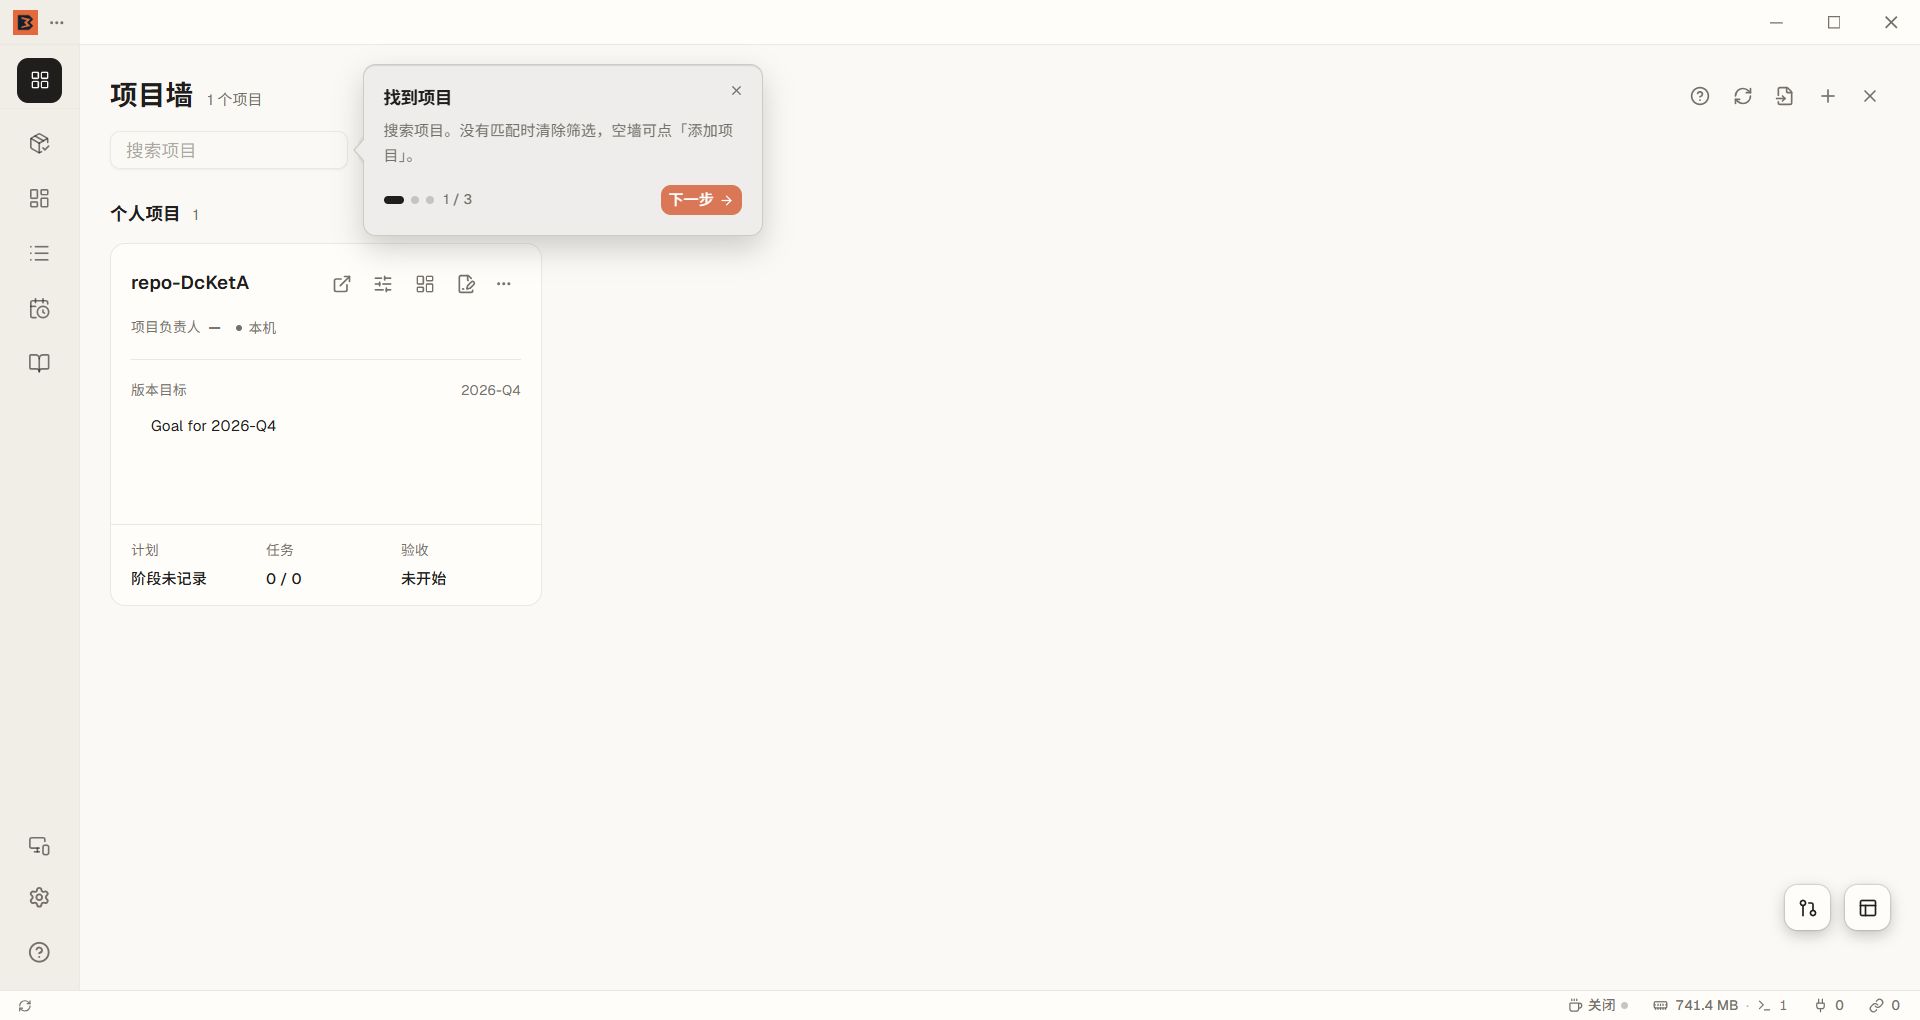 项目墙 1 个项目
搜索项目
找到项目
搜索项目。没有匹配时清除筛选，空墙可点「添加项
目」。
1 / 3
下一步
个人项目 1
repo-DcKetA
项目负责人 — 本机
版本目标 2026-Q4
Goal for 2026-Q4
计划 任务 验收
阶段未记录 0 / 0 未开始
关闭 741.4 MB · 1 0 0